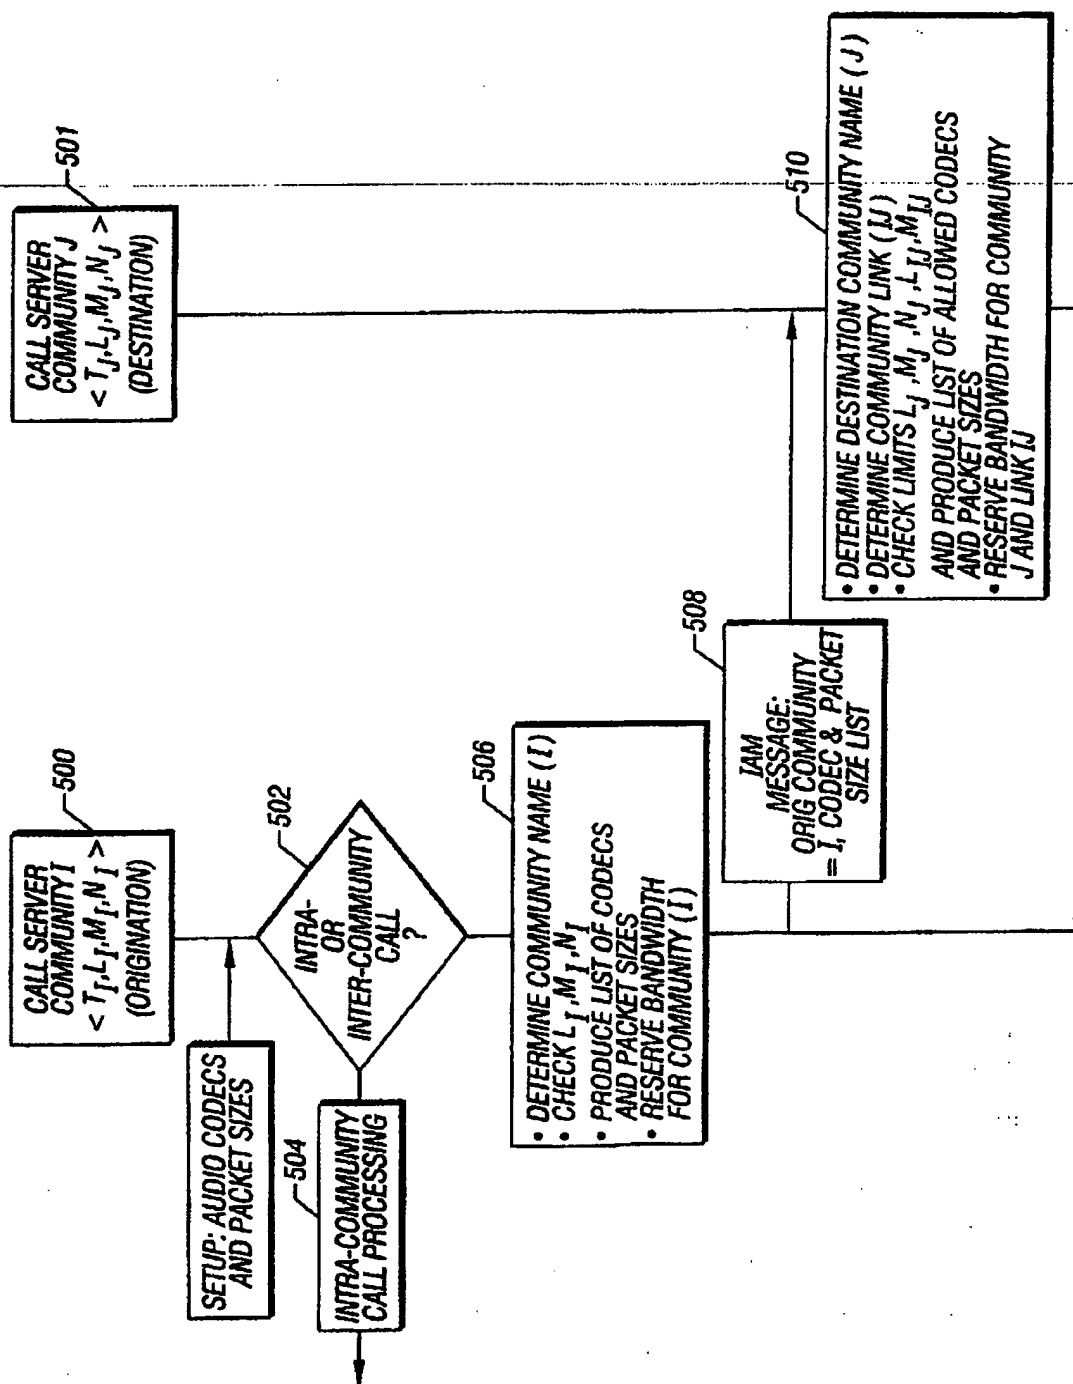 CALL SERVER
COMMUNITY I
< T_I, L_I, M_I, N_I >
(ORIGINATION)
500
CALL SERVER
COMMUNITY J
< T_J, L_J, M_J, N_J >
(DESTINATION)
501
SETUP: AUDIO CODECS
AND PACKET SIZES
INTRA-
OR
INTER-COMMUNITY
CALL
?
502
INTRA-COMMUNITY
CALL PROCESSING
504
• DETERMINE COMMUNITY NAME (I)
• CHECK L_I, M_I, N_I
• PRODUCE LIST OF CODECS
AND PACKET SIZES
• RESERVE BANDWIDTH
FOR COMMUNITY (I)
506
IAM
MESSAGE:
ORIG COMMUNITY
= I, CODEC & PACKET
SIZE LIST
508
• DETERMINE DESTINATION COMMUNITY NAME (J)
• DETERMINE COMMUNITY LINK (IJ)
• CHECK LIMITS L_J, M_J, N_J, L_IJ, M_IJ
AND PRODUCE LIST OF ALLOWED CODECS
AND PACKET SIZES
• RESERVE BANDWIDTH FOR COMMUNITY
J AND LINK IJ
510